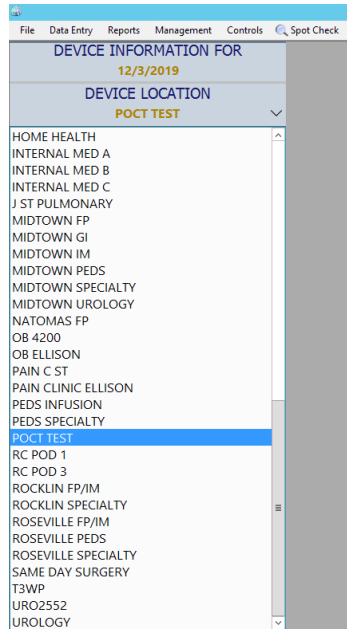 File Data Entry Reports Management Controls Spot Check
DEVICE INFORMATION FOR
12/3/2019
DEVICE LOCATION
POCT TEST
HOME HEALTH
INTERNAL MED A
INTERNAL MED B
INTERNAL MED C
J ST PULMONARY
MIDTOWN FP
MIDTOWN GI
MIDTOWN IM
MIDTOWN PEDS
MIDTOWN SPECIALTY
MIDTOWN UROLOGY
NATOMAS FP
OB 4200
OB ELLISON
PAIN C ST
PAIN CLINIC ELLISON
PEDS INFUSION
PEDS SPECIALTY
POCT TEST
RC POD 1
RC POD 3
ROCKLIN FP/IM
ROCKLIN SPECIALTY
ROSEVILLE FP/IM
ROSEVILLE PEDS
ROSEVILLE SPECIALTY
SAME DAY SURGERY
T3WP
URO2552
UROLOGY